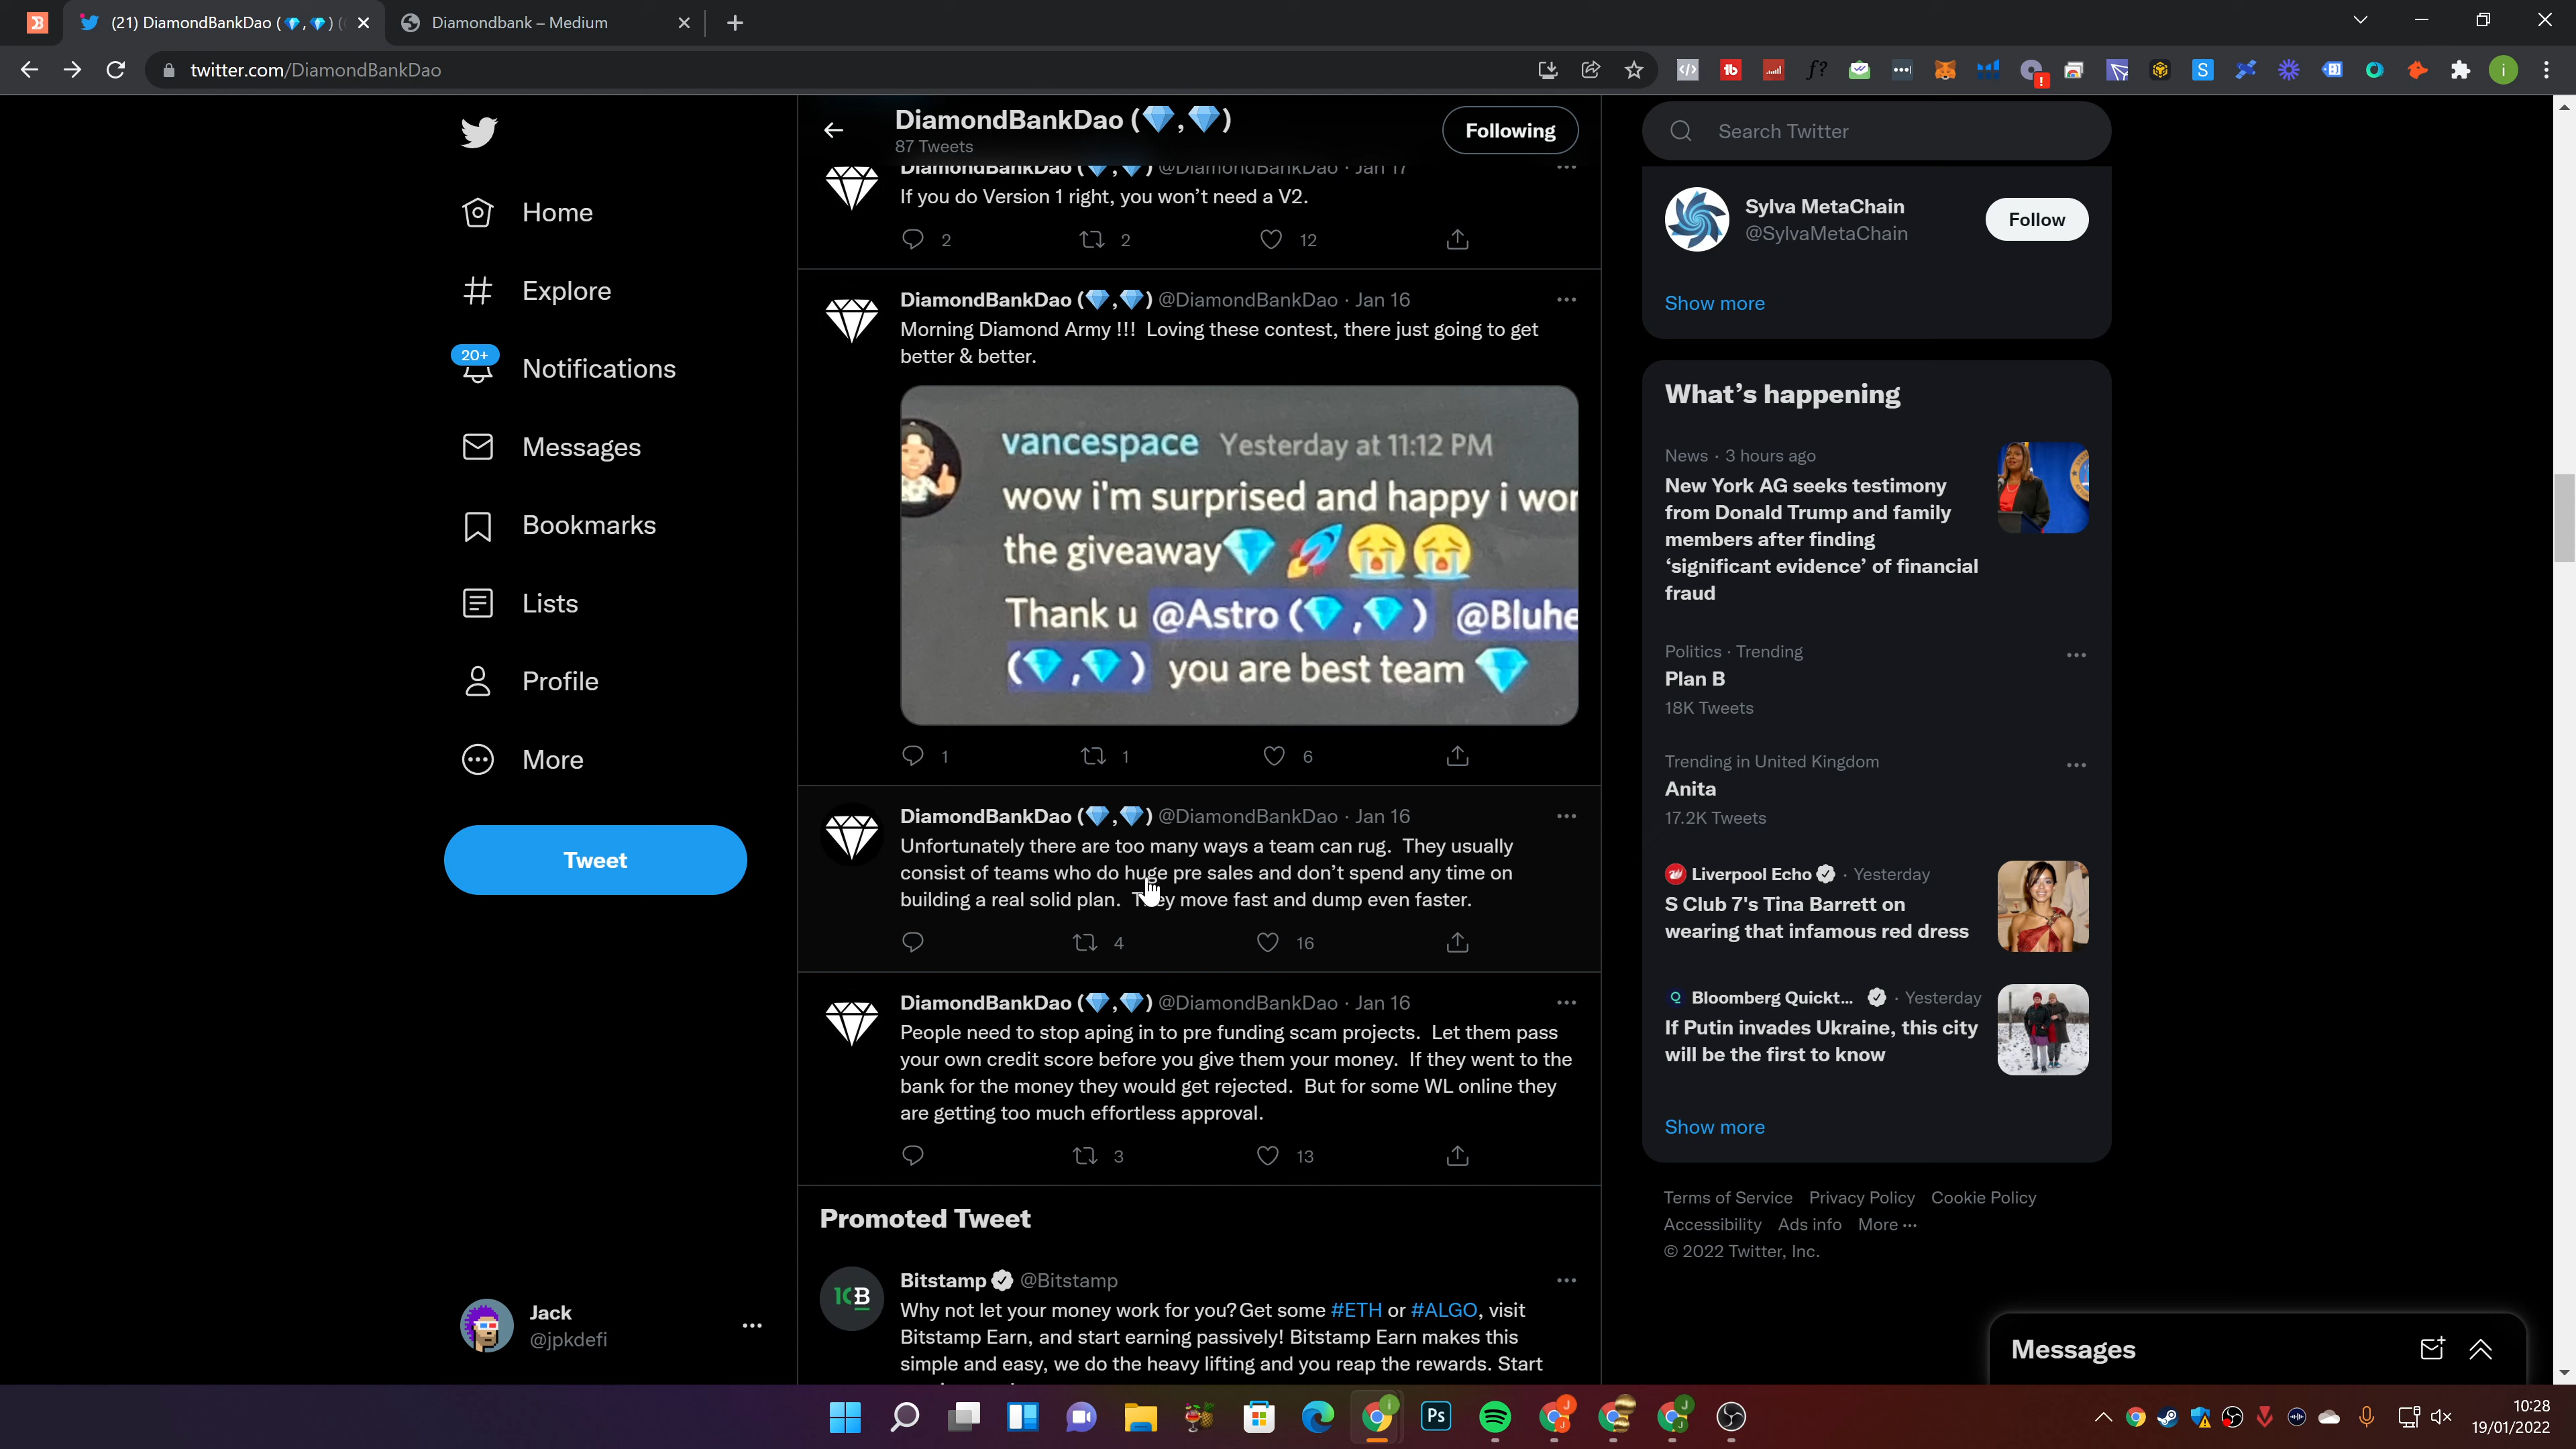 (21) DiamondBankDao (💎,💎) (
Diamondbank – Medium
twitter.com/DiamondBankDao
Home
Explore
20+
Notifications
Messages
Bookmarks
Lists
Profile
More
Tweet
Jack
@jpkdefi
DiamondBankDao (💎,💎)
87 Tweets
Following
DiamondBankDao (💎,💎) @DiamondBankDao · Jan 17
If you do Version 1 right, you won’t need a V2.
2 2 12
DiamondBankDao (💎,💎) @DiamondBankDao · Jan 16
Morning Diamond Army !!! Loving these contest, there just going to get
better & better.
vancespace Yesterday at 11:12 PM
wow i'm surprised and happy i wor
the giveaway💎🚀😭😭
Thank u @Astro (💎,💎) @Bluhe
(💎,💎) you are best team 💎
1 1 6
DiamondBankDao (💎,💎) @DiamondBankDao · Jan 16
Unfortunately there are too many ways a team can rug. They usually
consist of teams who do huge pre sales and don’t spend any time on
building a real solid plan. They move fast and dump even faster.
4 16
DiamondBankDao (💎,💎) @DiamondBankDao · Jan 16
People need to stop aping in to pre funding scam projects. Let them pass
your own credit score before you give them your money. If they went to the
bank for the money they would get rejected. But for some WL online they
are getting too much effortless approval.
3 13
Promoted Tweet
Bitstamp @Bitstamp
Why not let your money work for you?Get some #ETH or #ALGO, visit
Bitstamp Earn, and start earning passively! Bitstamp Earn makes this
simple and easy, we do the heavy lifting and you reap the rewards. Start
Search Twitter
Sylva MetaChain
@SylvaMetaChain
Follow
Show more
What’s happening
News · 3 hours ago
New York AG seeks testimony
from Donald Trump and family
members after finding
‘significant evidence’ of financial
fraud
Politics · Trending
Plan B
18K Tweets
Trending in United Kingdom
Anita
17.2K Tweets
Liverpool Echo · Yesterday
S Club 7's Tina Barrett on
wearing that infamous red dress
Bloomberg Quickt... · Yesterday
If Putin invades Ukraine, this city
will be the first to know
Show more
Terms of Service Privacy Policy Cookie Policy
Accessibility Ads info More ···
© 2022 Twitter, Inc.
Messages
10:28
19/01/2022